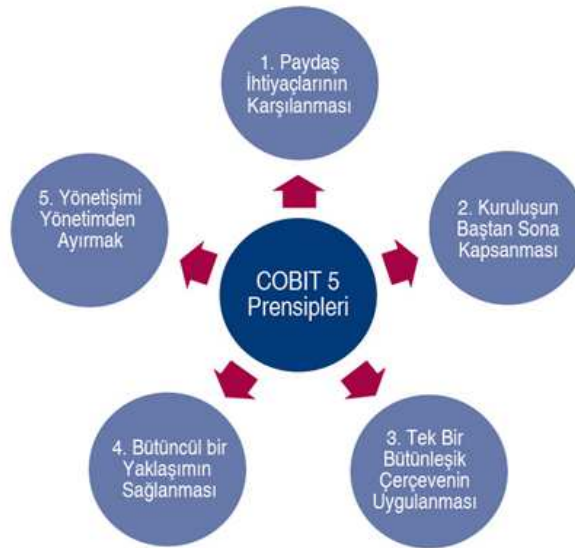 1. Paydaş
İhtiyaçlarının
Karşılanması
5. Yönetişimi
Yönetimden
Ayırmak
2. Kuruluşun
Baştan Sona
Kapsanması
COBIT 5
Prensipleri
4. Bütüncül bir
Yaklaşımın
Sağlanması
3. Tek Bir
Bütünleşik
Çerçevenin
Uygulanması